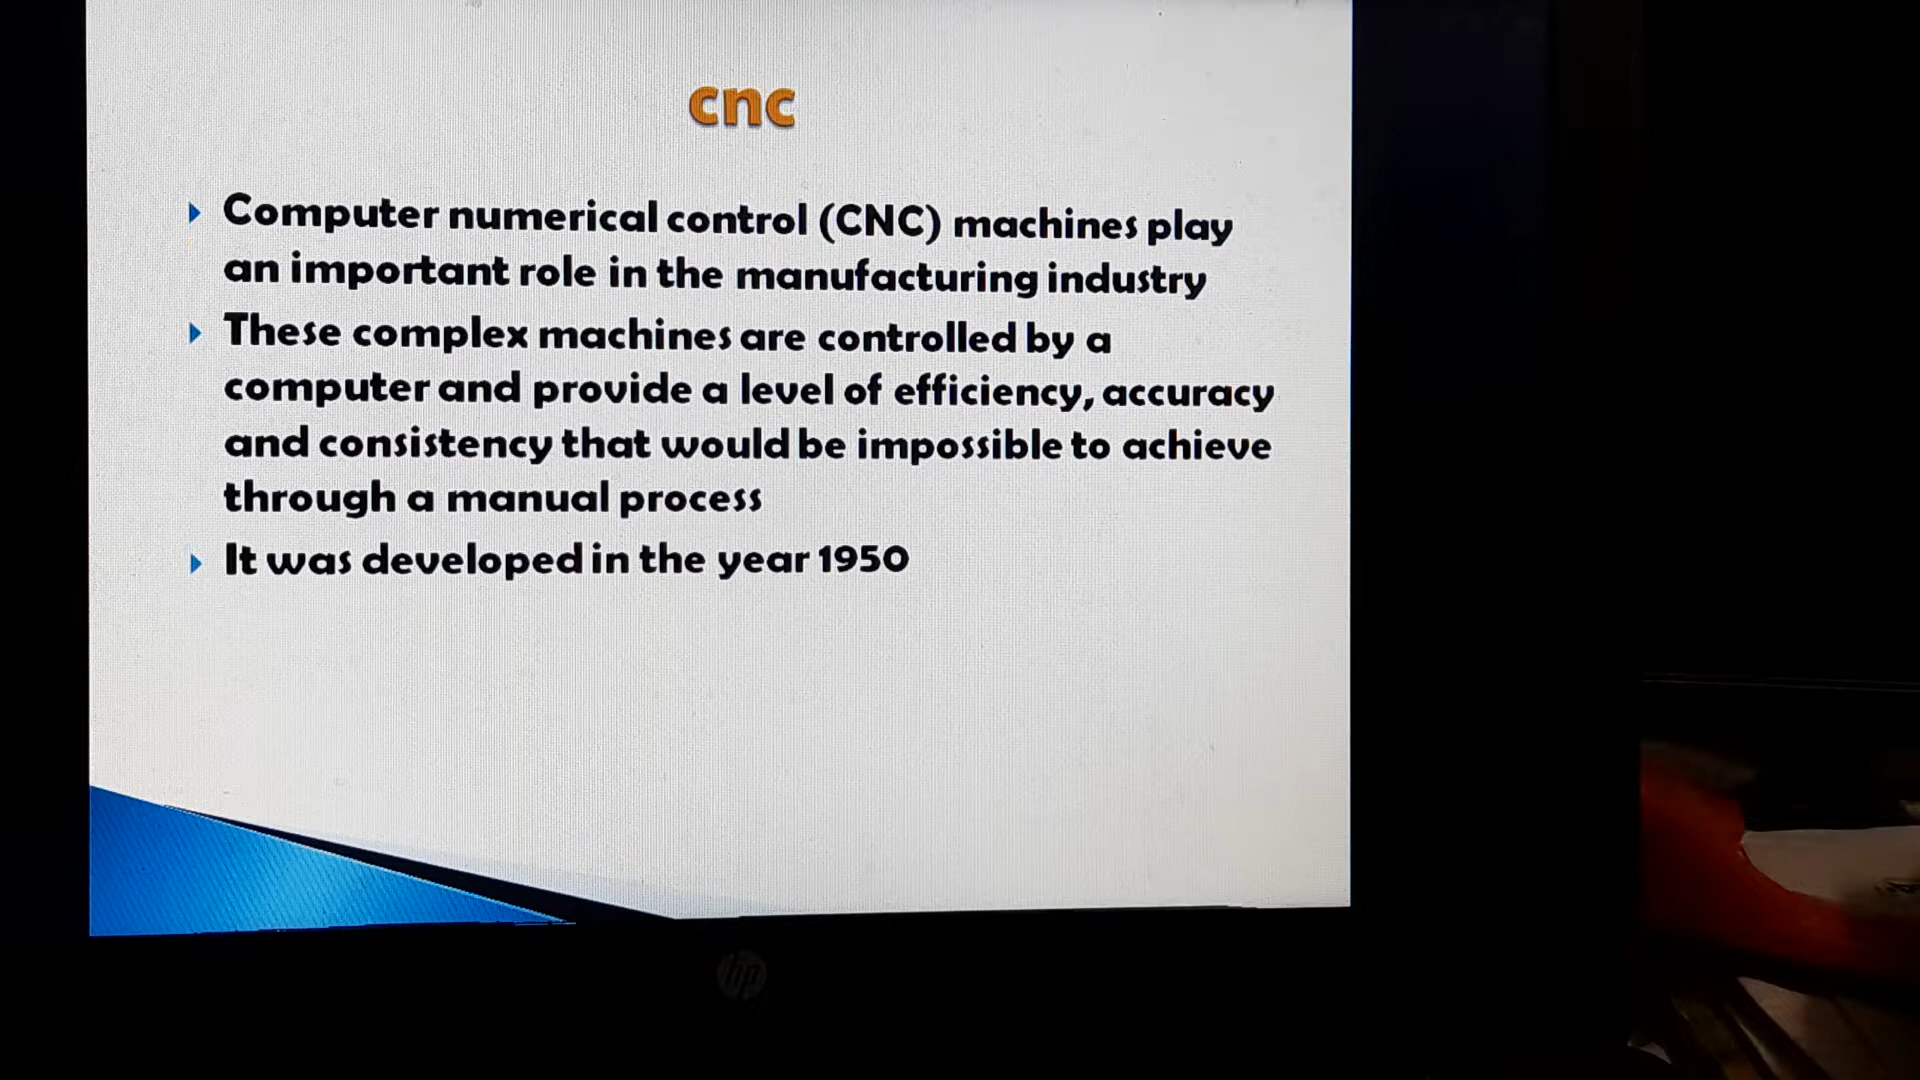 cnc
Computer numerical control (CNC) machines play
an important role in the manufacturing industry
These complex machines are controlled by a
computer and provide a level of efficiency, accuracy
and consistency that would be impossible to achieve
through a manual process
It was developed in the year 1950
hp